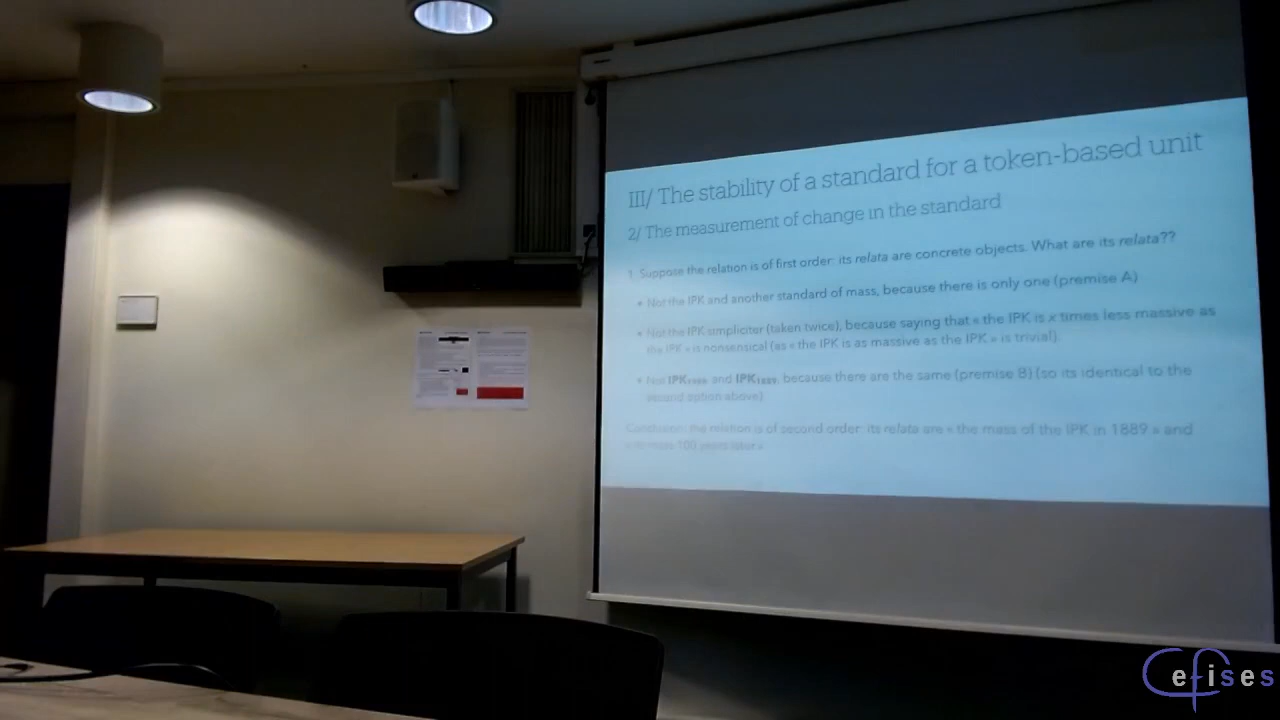 III/ The stability of a standard for a token-based unit
2/ The measurement of change in the standard
1. Suppose the relation is of first order: its relata are concrete objects. What are its relata??
• Not the IPK and another standard of mass, because there is only one (premise A)
• Not the IPK simpliciter (taken twice), because saying that « the IPK is x times less massive as
the IPK » is nonsensical (as « the IPK is as massive as the IPK » is trivial).
• Not IPK and IPK1889, because there are the same (premise B) (so its identical to the
second option above)
Conclusion: the relation is of second order: its relata are « the mass of the IPK in 1889 » and
mass 100 years later »
Cefises